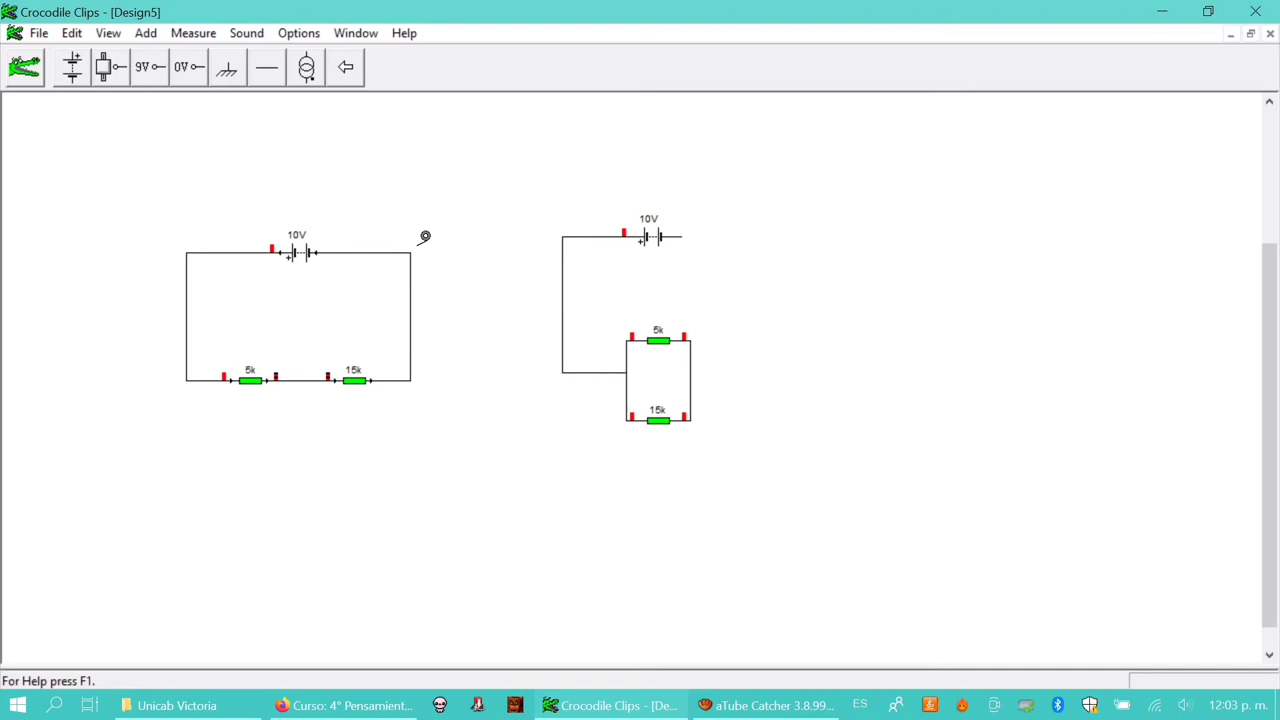 Crocodile Clips - [Design5]
File Edit View Add Measure Sound Options Window Help
9V 0V
10V
10V
5k
5k 15k
15k
For Help press F1.
Unicab Victoria
Curso: 4° Pensamient...
Crocodile Clips - [De...
aTube Catcher 3.8.99...
ES
12:03 p. m.